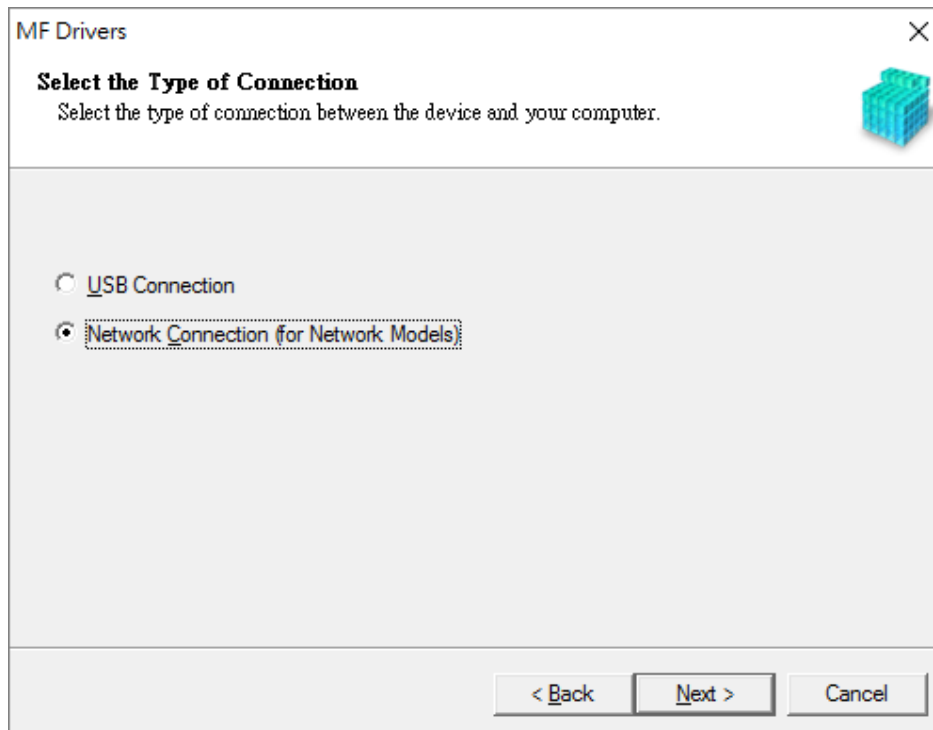 MF Drivers
Select the Type of Connection
Select the type of connection between the device and your computer.
USB Connection
Network Connection (for Network Models)
< Back
Next >
Cancel